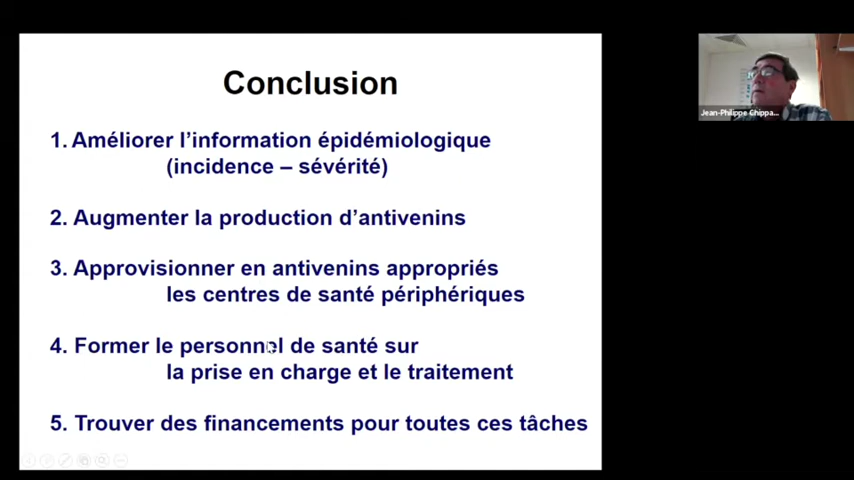 Conclusion
1. Améliorer l'information épidémiologique
(incidence – sévérité)
2. Augmenter la production d'antivenins
3. Approvisionner en antivenins appropriés
les centres de santé périphériques
4. Former le personnel de santé sur
la prise en charge et le traitement
5. Trouver des financements pour toutes ces tâches
Jean-Philippe Chippa...